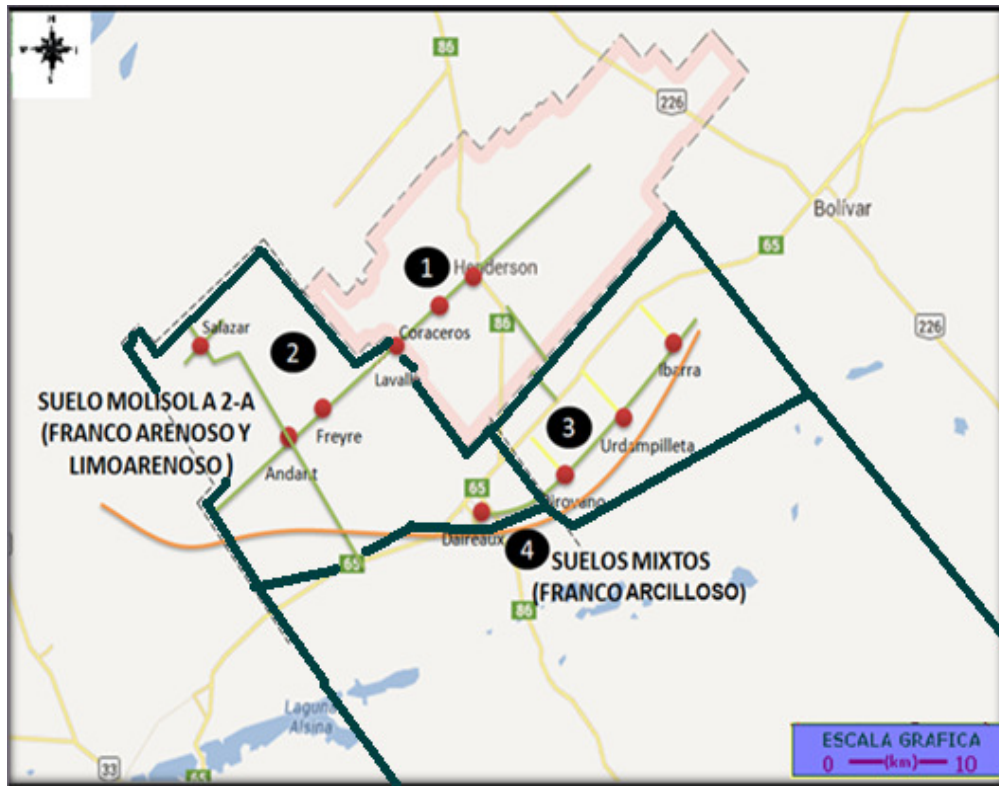 N
S
86
226
Bolívar
65
1
Henderson
Salazar
2
Coraceros
86
226
Lavalle
Ibarra
SUELO MOLISOL A 2-A
(FRANCO ARENOSO Y
LIMOARENOSO)
Freyre
3
Urdampilleta
Andant
65
Pirovano
Daireaux
4
65
SUELOS MIXTOS
(FRANCO ARCILLOSO)
86
Laguna
Alsina
33
65
ESCALA GRAFICA
0 (km) 10